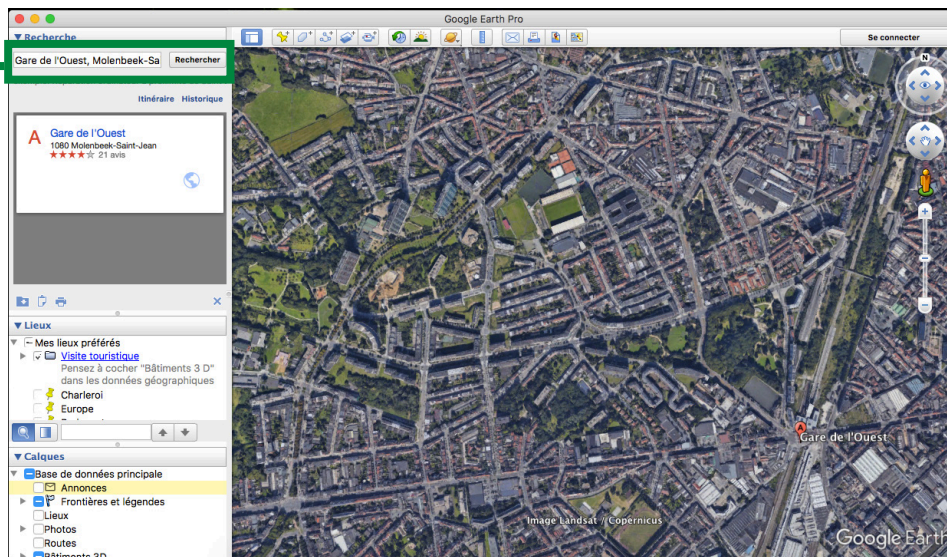 Google Earth Pro
Recherche
Gare de l'Ouest, Molenbeek-Sa
Rechercher
Se connecter
N
Itinéraire Historique
A
Gare de l'Ouest
1080 Molenbeek-Saint-Jean
21 avis
Lieux
Mes lieux préférés
Visite touristique
Pensez à cocher "Bâtiments 3 D"
dans les données géographiques
Charleroi
Europe
Calques
Base de données principale
Annonces
Frontières et légendes
Lieux
Photos
Routes
Bâtiments 3D
A
Gare de l'Ouest
Image Landsat / Copernicus
Google Earth